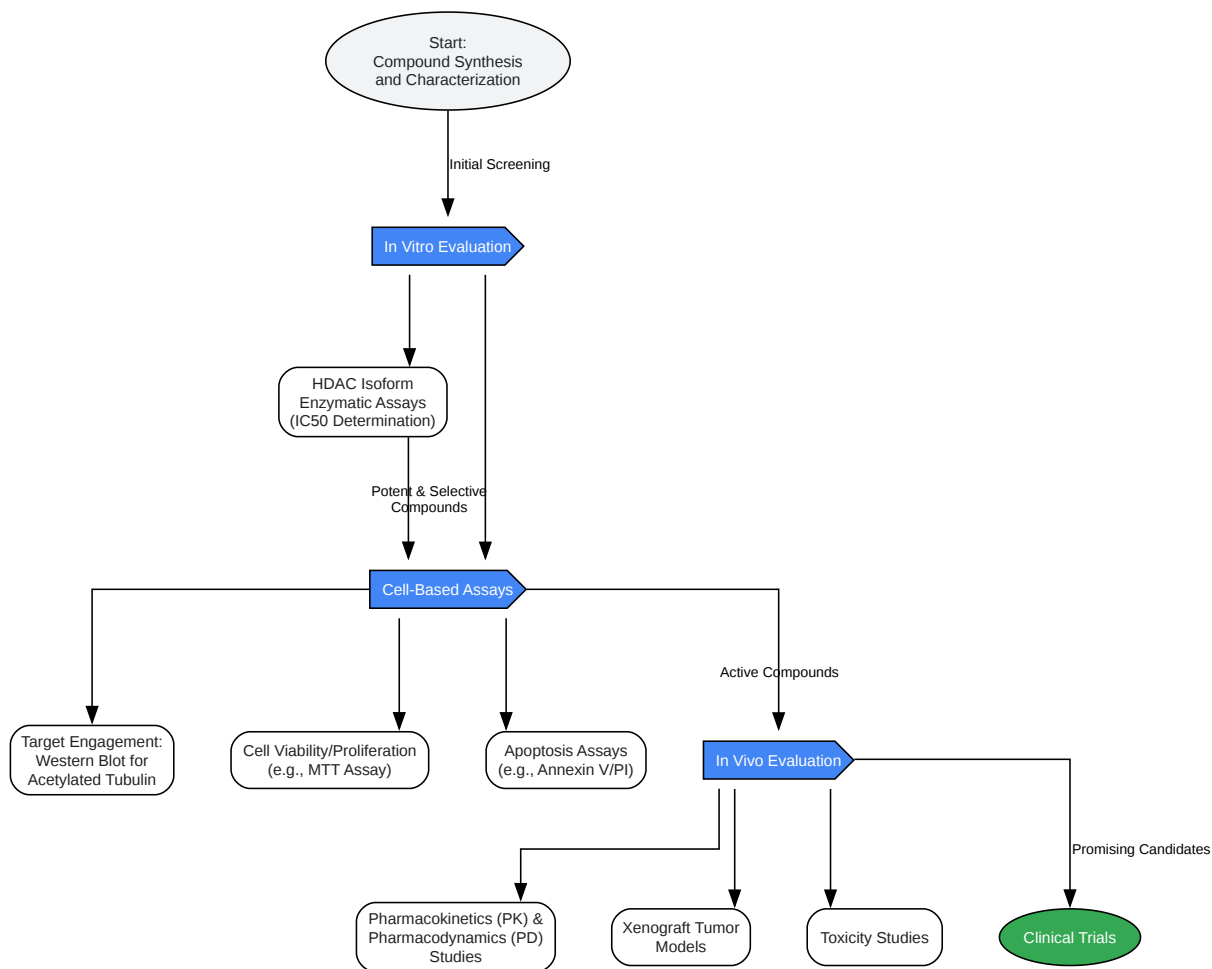 Start:
Compound Synthesis
and Characterization
Initial Screening
In Vitro Evaluation
HDAC Isoform
Enzymatic Assays
(IC50 Determination)
Potent & Selective
Compounds
Cell-Based Assays
Active Compounds
Target Engagement:
Western Blot for
Acetylated Tubulin
Cell Viability/Proliferation
(e.g., MTT Assay)
Apoptosis Assays
(e.g., Annexin V/PI)
In Vivo Evaluation
Promising Candidates
Pharmacokinetics (PK) &
Pharmacodynamics (PD)
Studies
Xenograft Tumor
Models
Toxicity Studies
Clinical Trials